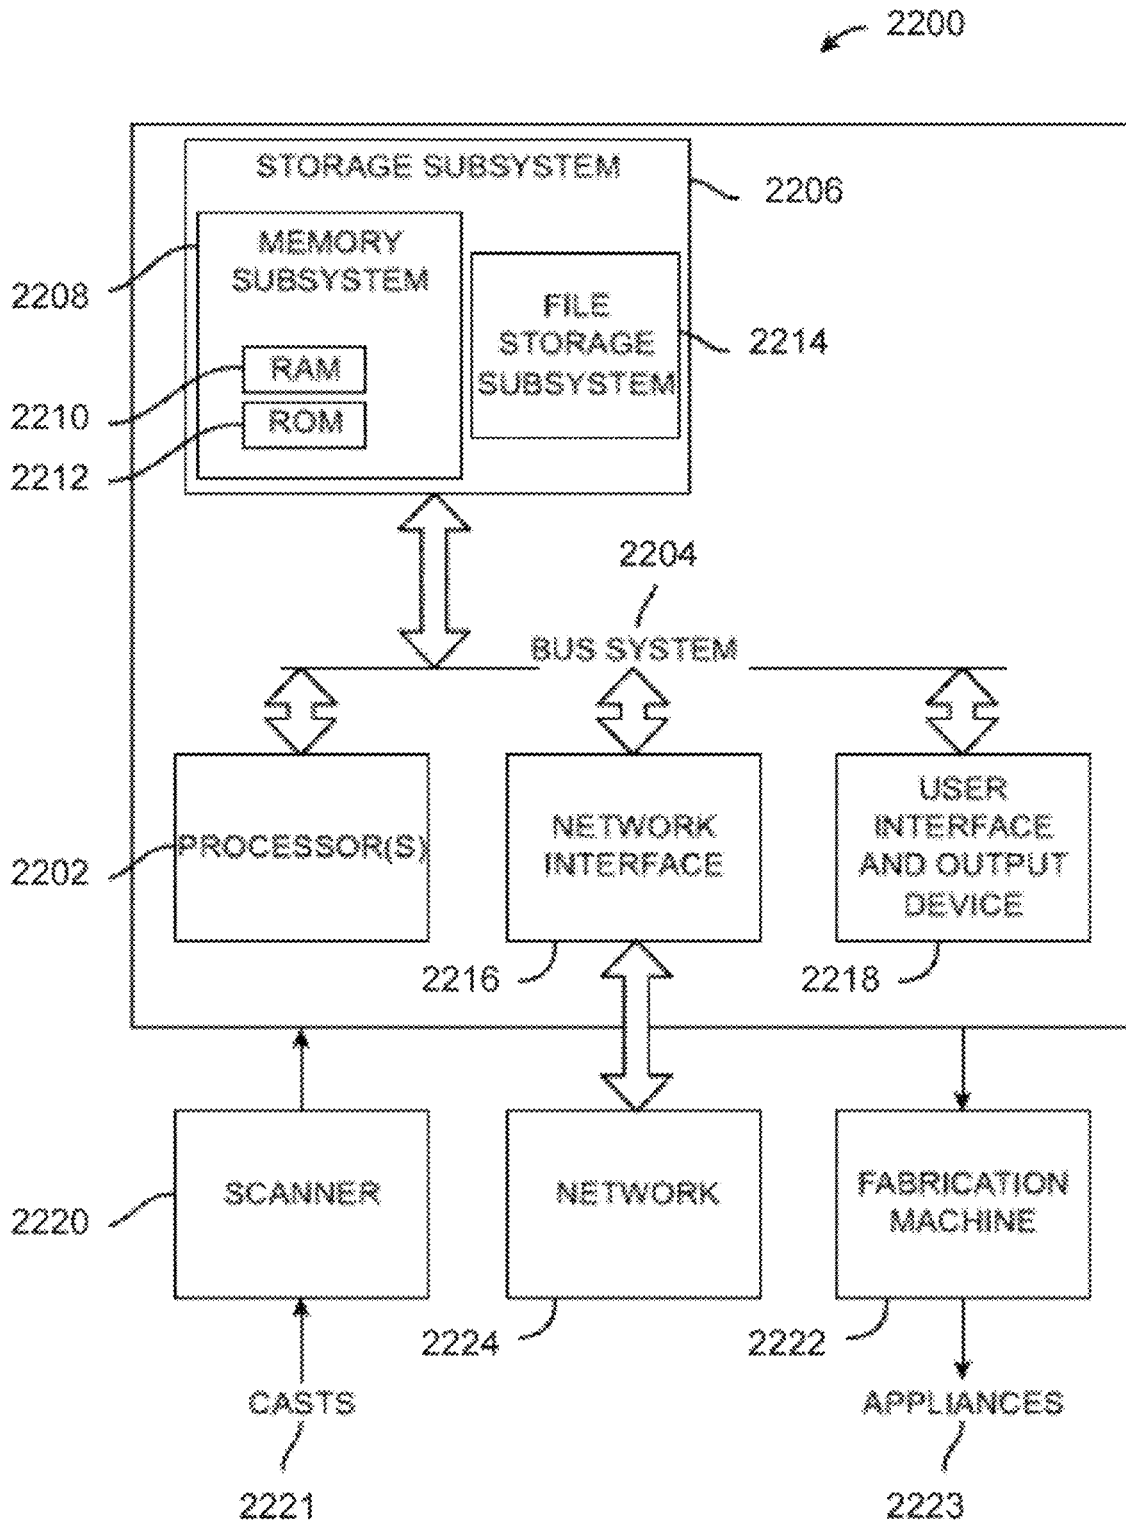 2200
STORAGE SUBSYSTEM
2206
MEMORY
SUBSYSTEM
2208
FILE
STORAGE
SUBSYSTEM
2214
RAM
2210
ROM
2212
2204
BUS SYSTEM
PROCESSOR(S)
2202
NETWORK
INTERFACE
2216
USER
INTERFACE
AND OUTPUT
DEVICE
2218
SCANNER
2220
NETWORK
2224
FABRICATION
MACHINE
2222
CASTS
2221
APPLIANCES
2223